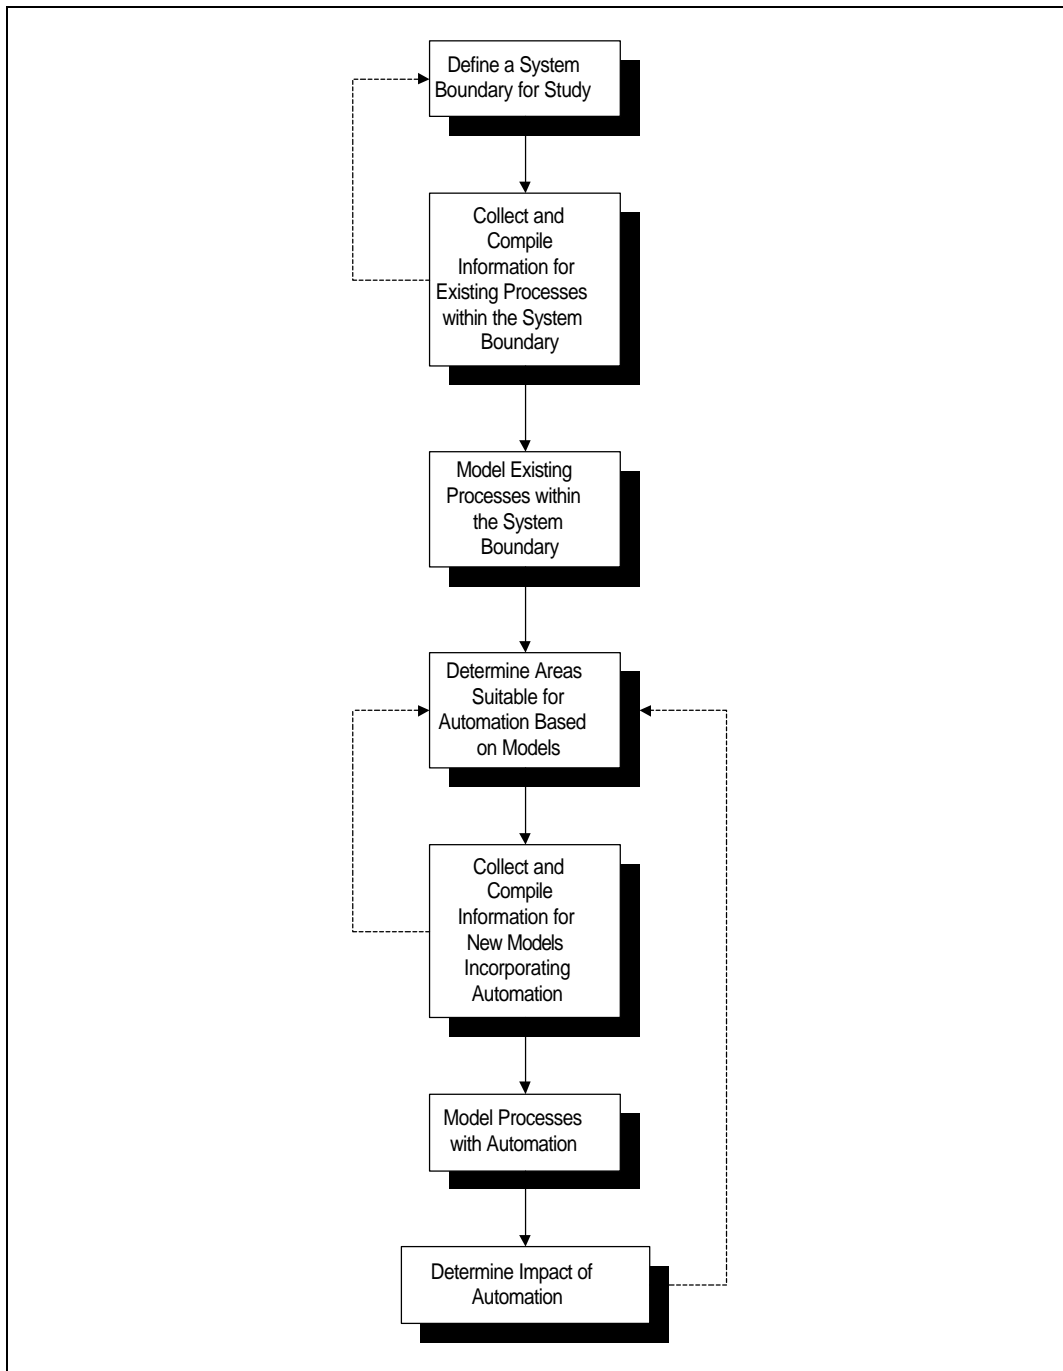 Define a System
Boundary for Study
Collect and
Compile
Information for
Existing Processes
within the System
Boundary
Model Existing
Processes within
the System
Boundary
Determine Areas
Suitable for
Automation Based
on Models
Collect and
Compile
Information for
New Models
Incorporating
Automation
Model Processes
with Automation
Determine Impact of
Automation